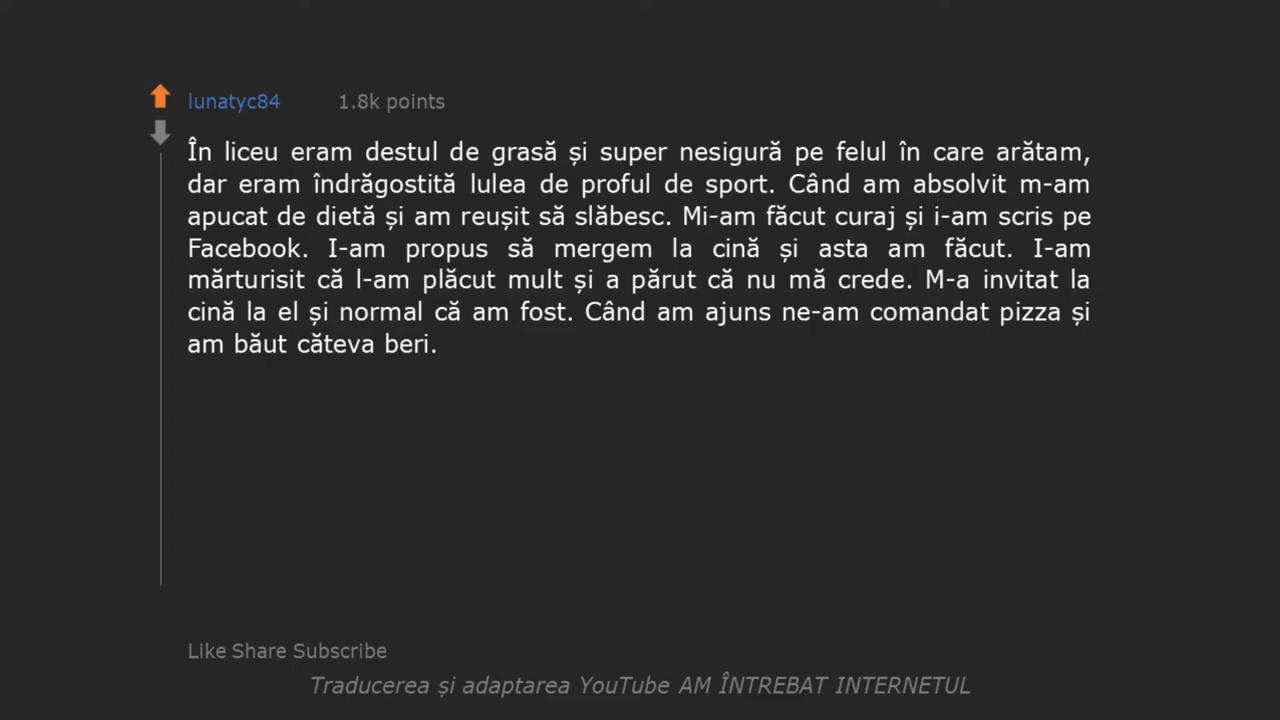 lunatyc84 1.8k points
În liceu eram destul de grasă și super nesigură pe felul în care arătam,
dar eram îndrăgostită lulea de proful de sport. Când am absolvit m-am
apucat de dietă și am reușit să slăbesc. Mi-am făcut curaj și i-am scris pe
Facebook. I-am propus să mergem la cină și asta am făcut. I-am
mărturisit că l-am plăcut mult și a părut că nu mă crede. M-a invitat la
cină la el și normal că am fost. Când am ajuns ne-am comandat pizza și
am băut căteva beri.
Like Share Subscribe
Traducerea și adaptarea YouTube AM ÎNTREBAT INTERNETUL